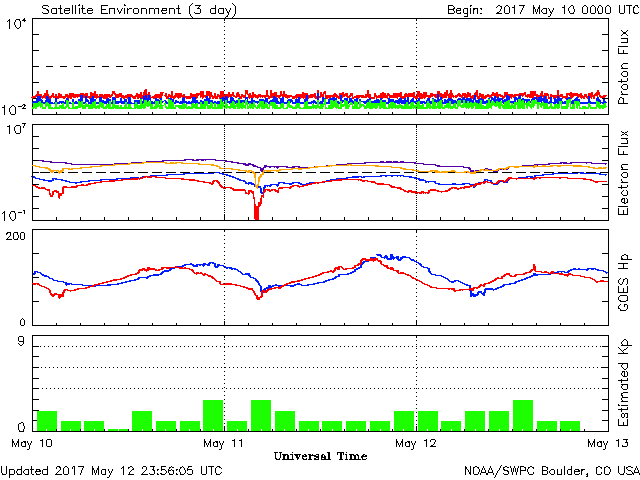 Satellite Environment (3 day) Begin: 2017 May 10 0000 UTC
10⁴
10⁻²
Proton Flux
10⁷
10⁻¹
Electron Flux
200
0
GOES Hp
9
0
Estimated Kp
May 10 May 11 May 12 May 13
Universal Time
Updated 2017 May 12 23:56:05 UTC NOAA/SWPC Boulder, CO USA